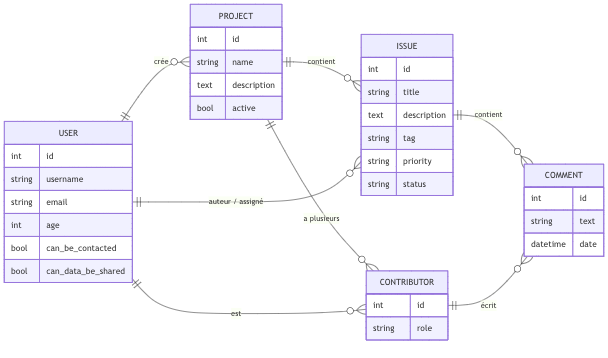 PROJECT
int id
string name
text description
bool active
ISSUE
int id
string title
text description
string tag
string priority
string status
USER
int id
string username
string email
int age
bool can_be_contacted
bool can_data_be_shared
COMMENT
int id
string text
datetime date
CONTRIBUTOR
int id
string role
crée
contient
contient
auteur / assigné
a plusieurs
est
écrit